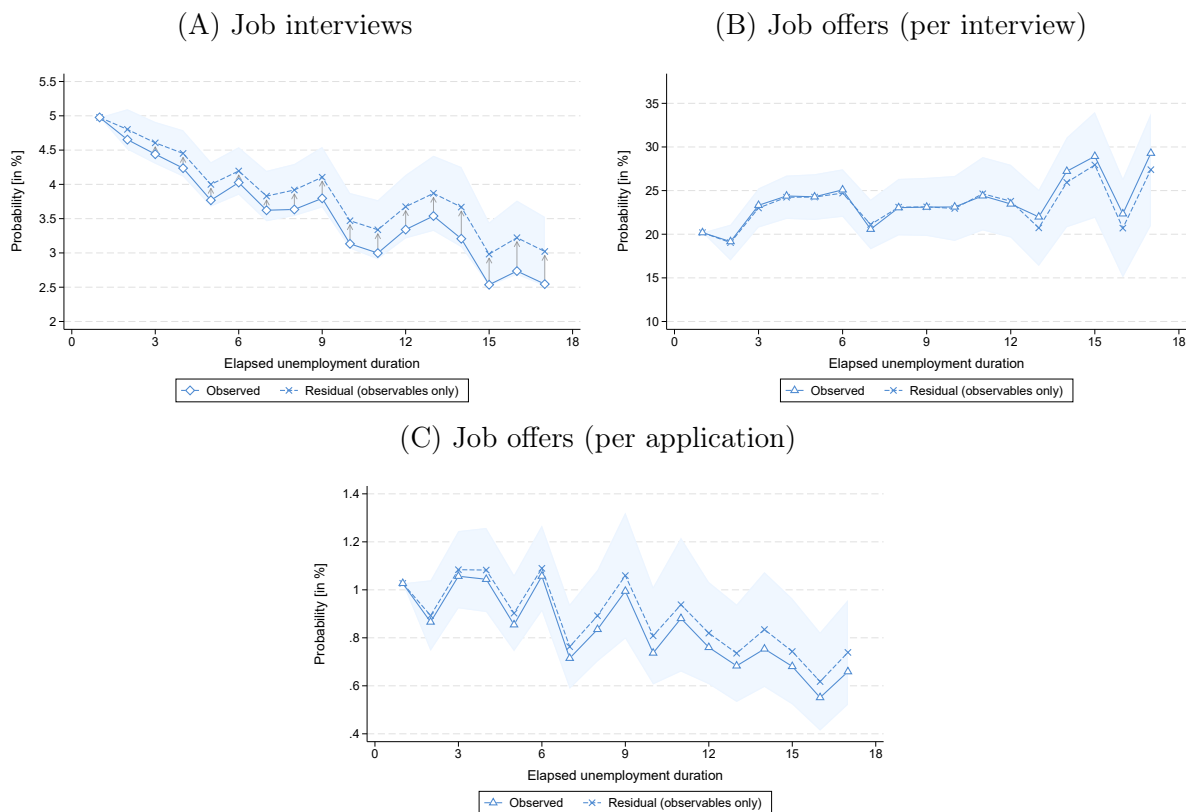 (A) Job interviews
Probability [in %]
5.5
5
4.5
4
3.5
3
2.5
2
0 3 6 9 12 15 18
Elapsed unemployment duration
Observed Residual (observables only)
(B) Job offers (per interview)
Probability [in %]
35
30
25
20
15
10
0 3 6 9 12 15 18
Elapsed unemployment duration
Observed Residual (observables only)
(C) Job offers (per application)
Probability [in %]
1.4
1.2
1
.8
.6
.4
0 3 6 9 12 15 18
Elapsed unemployment duration
Observed Residual (observables only)